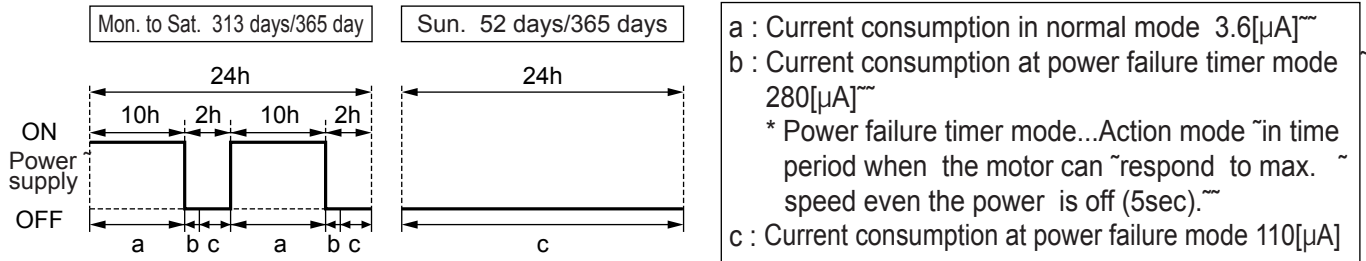 Mon. to Sat. 313 days/365 day
Sun. 52 days/365 days
24h
24h
10h 2h 10h 2h
ON
Power ˜
supply
OFF
a b c a b c
c
a : Current consumption in normal mode 3.6[µA]˜˜
b : Current consumption at power failure timer mode ˜
280[µA]˜˜
* Power failure timer mode...Action mode ˜in time
period when the motor can ˜respond to max. ˜
speed even the power is off (5sec).˜˜
c : Current consumption at power failure mode 110[µA]